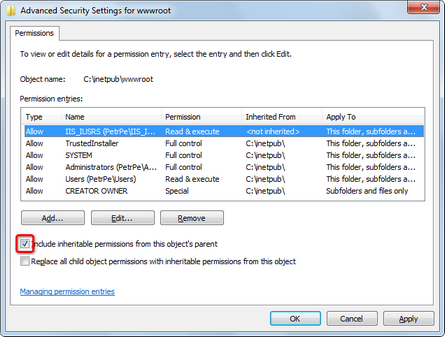 Advanced Security Settings for wwwroot
Permissions
To view or edit details for a permission entry, select the entry and then click Edit.
Object name: C:\inetpub\wwwroot
Permission entries:
Type Name Permission Inherited From Apply To
Allow IIS_IUSRS (PetrPe\IIS_I... Read & execute <not inherited> This folder, subfolders a...
Allow TrustedInstaller Full control C:\inetpub\ This folder, subfolders a...
Allow SYSTEM Full control C:\inetpub\ This folder, subfolders a...
Allow Administrators (PetrPe\A... Full control C:\inetpub\ This folder, subfolders a...
Allow Users (PetrPe\Users) Read & execute C:\inetpub\ This folder, subfolders a...
Allow CREATOR OWNER Special C:\inetpub\ Subfolders and files only
Add... Edit... Remove
Include inheritable permissions from this object's parent
Replace all child object permissions with inheritable permissions from this object
Managing permission entries
OK Cancel Apply